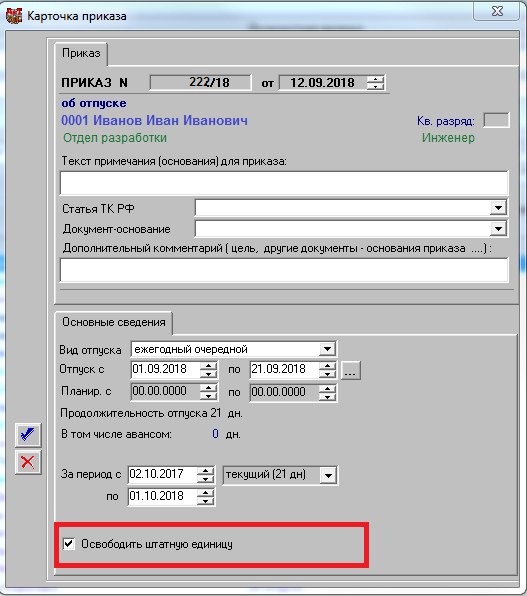 Карточка приказа
Приказ
ПРИКАЗ N 222/18 от 12.09.2018
об отпуске
0001 Иванов Иван Иванович Кв. разряд:
Отдел разработки Инженер
Текст примечания (основания) для приказа:
Статья ТК РФ
Документ-основание
Дополнительный комментарий ( цель, другие документы - основания приказа ....) :
Основные сведения
Вид отпуска ежегодный очередной
Отпуск с 01.09.2018 по 21.09.2018 ...
Планир. с 00.00.0000 по 00.00.0000
Продолжительность отпуска 21 дн.
В том числе авансом: 0 дн.
За период с 02.10.2017 текущий (21 дн)
по 01.10.2018
Освободить штатную единицу